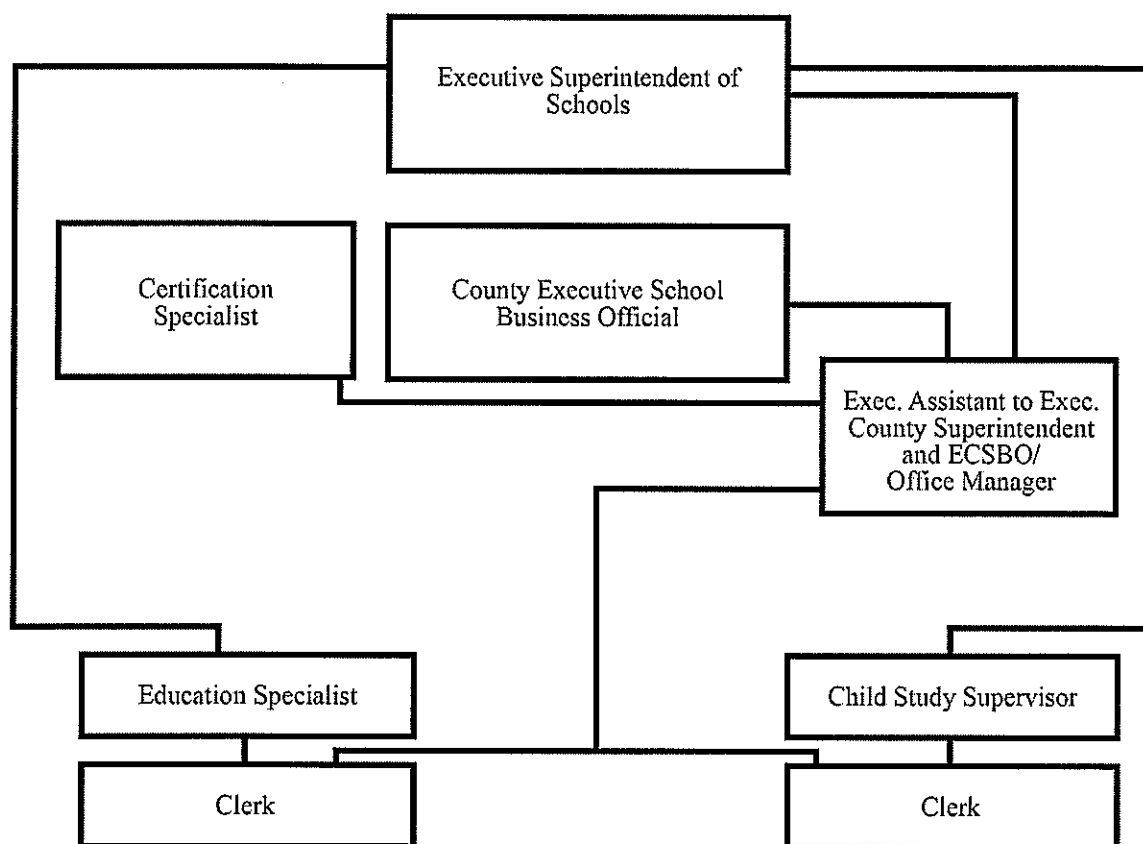 Executive Superintendent of
Schools
Certification
Specialist
County Executive School
Business Official
Exec. Assistant to Exec.
County Superintendent
and ECSBO/
Office Manager
Education Specialist
Child Study Supervisor
Clerk
Clerk